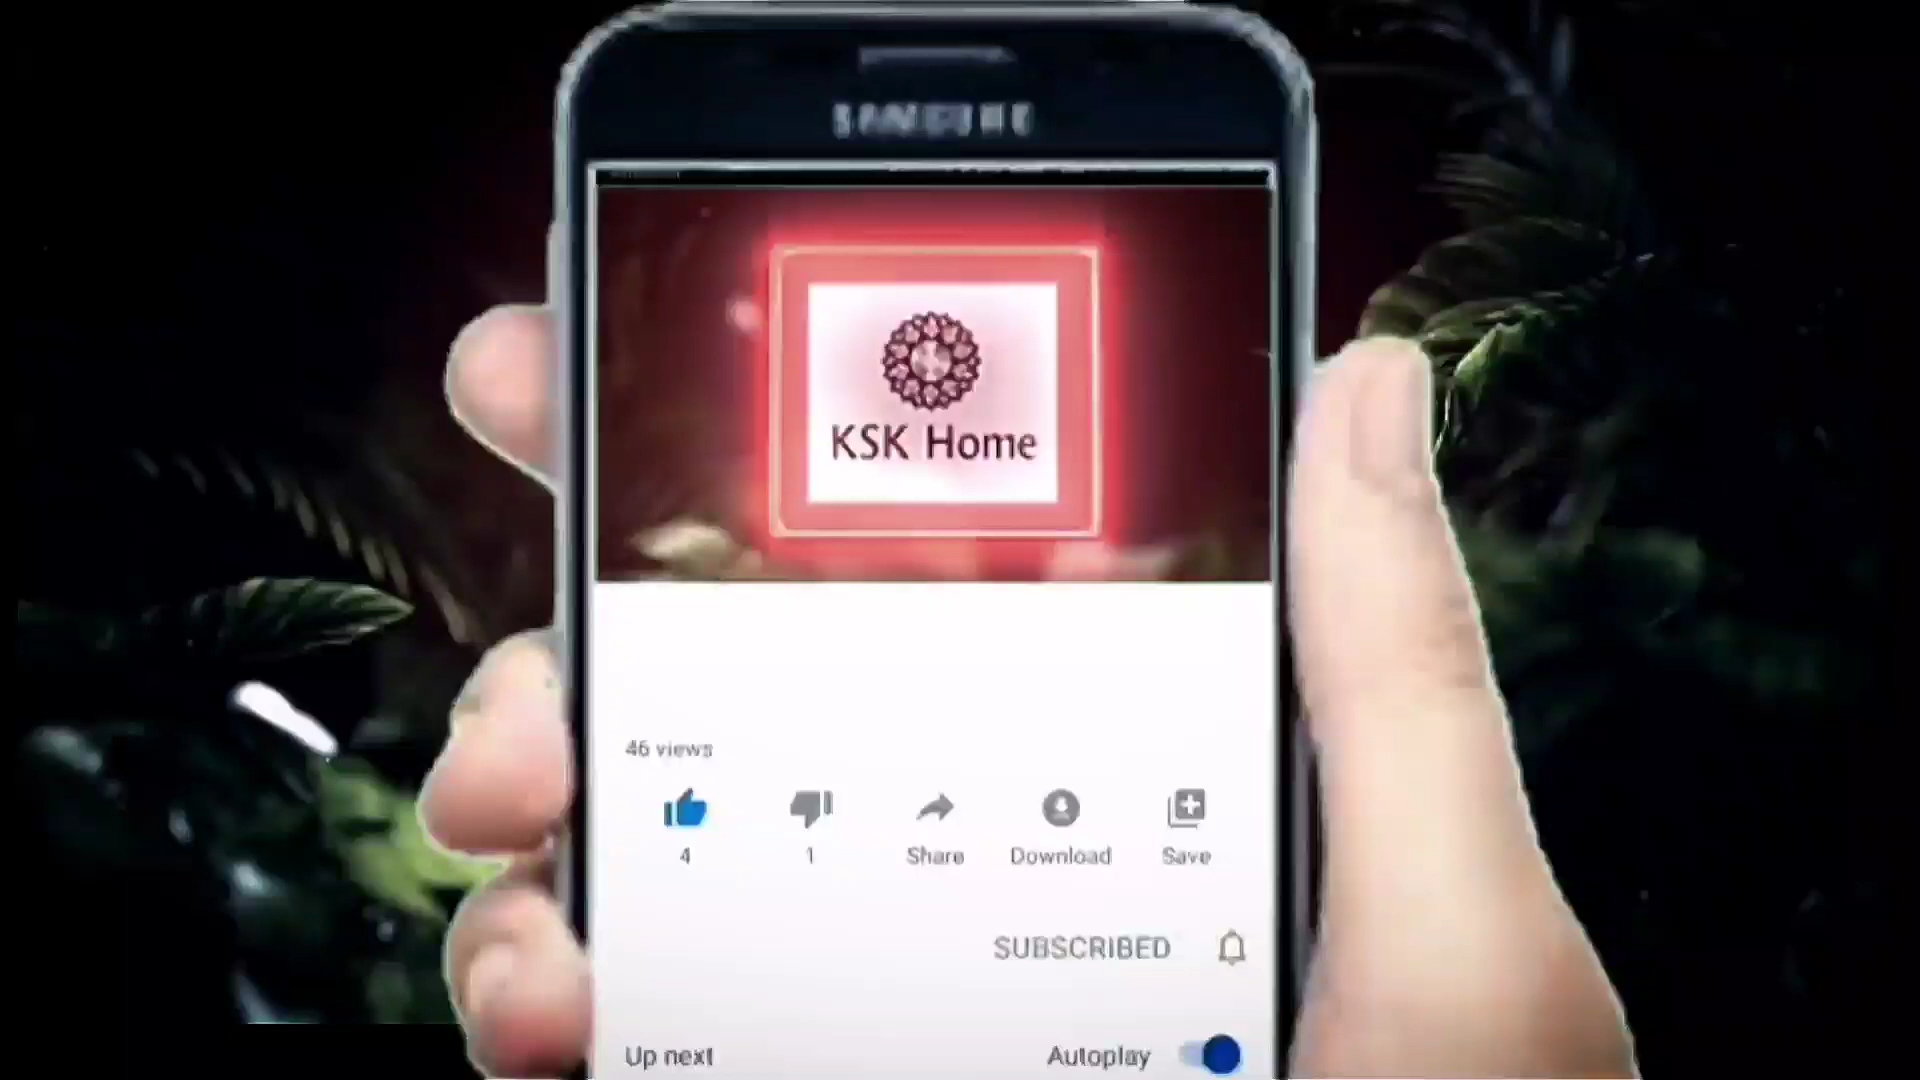 SAMSUNG
KSK Home
46 views
4
1
Share
Download
Save
SUBSCRIBED
Up next
Autoplay